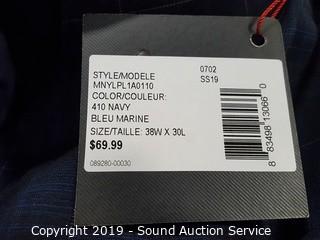 STYLE/MODELE
0702
MNYLPL1A0110
SS19
COLOR/COULEUR:
410 NAVY
BLEU MARINE
SIZE/TAILLE: 38W X 30L
$69.99
089280-00030
8 83498 13066 0
Copyright 2019 - Sound Auction Service